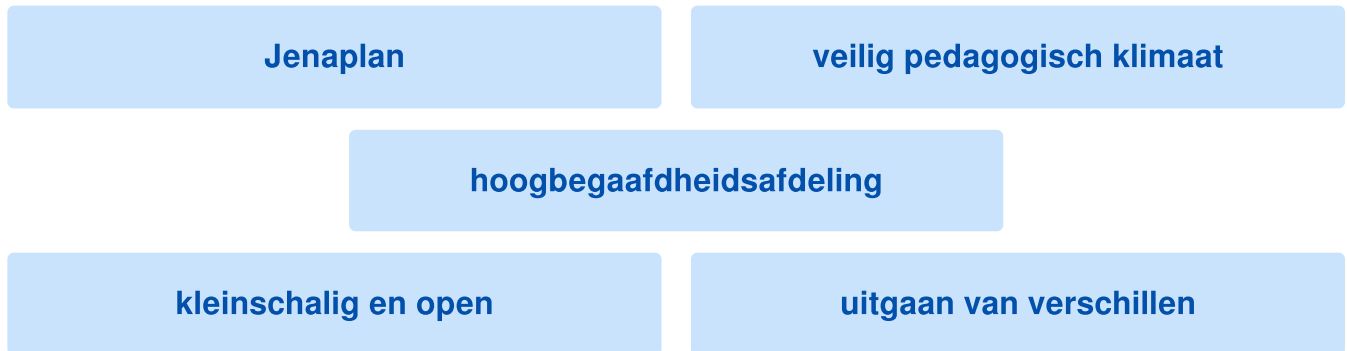 Jenaplan
veilig pedagogisch klimaat
hoogbegaafdheidsafdeling
kleinschalig en open
uitgaan van verschillen